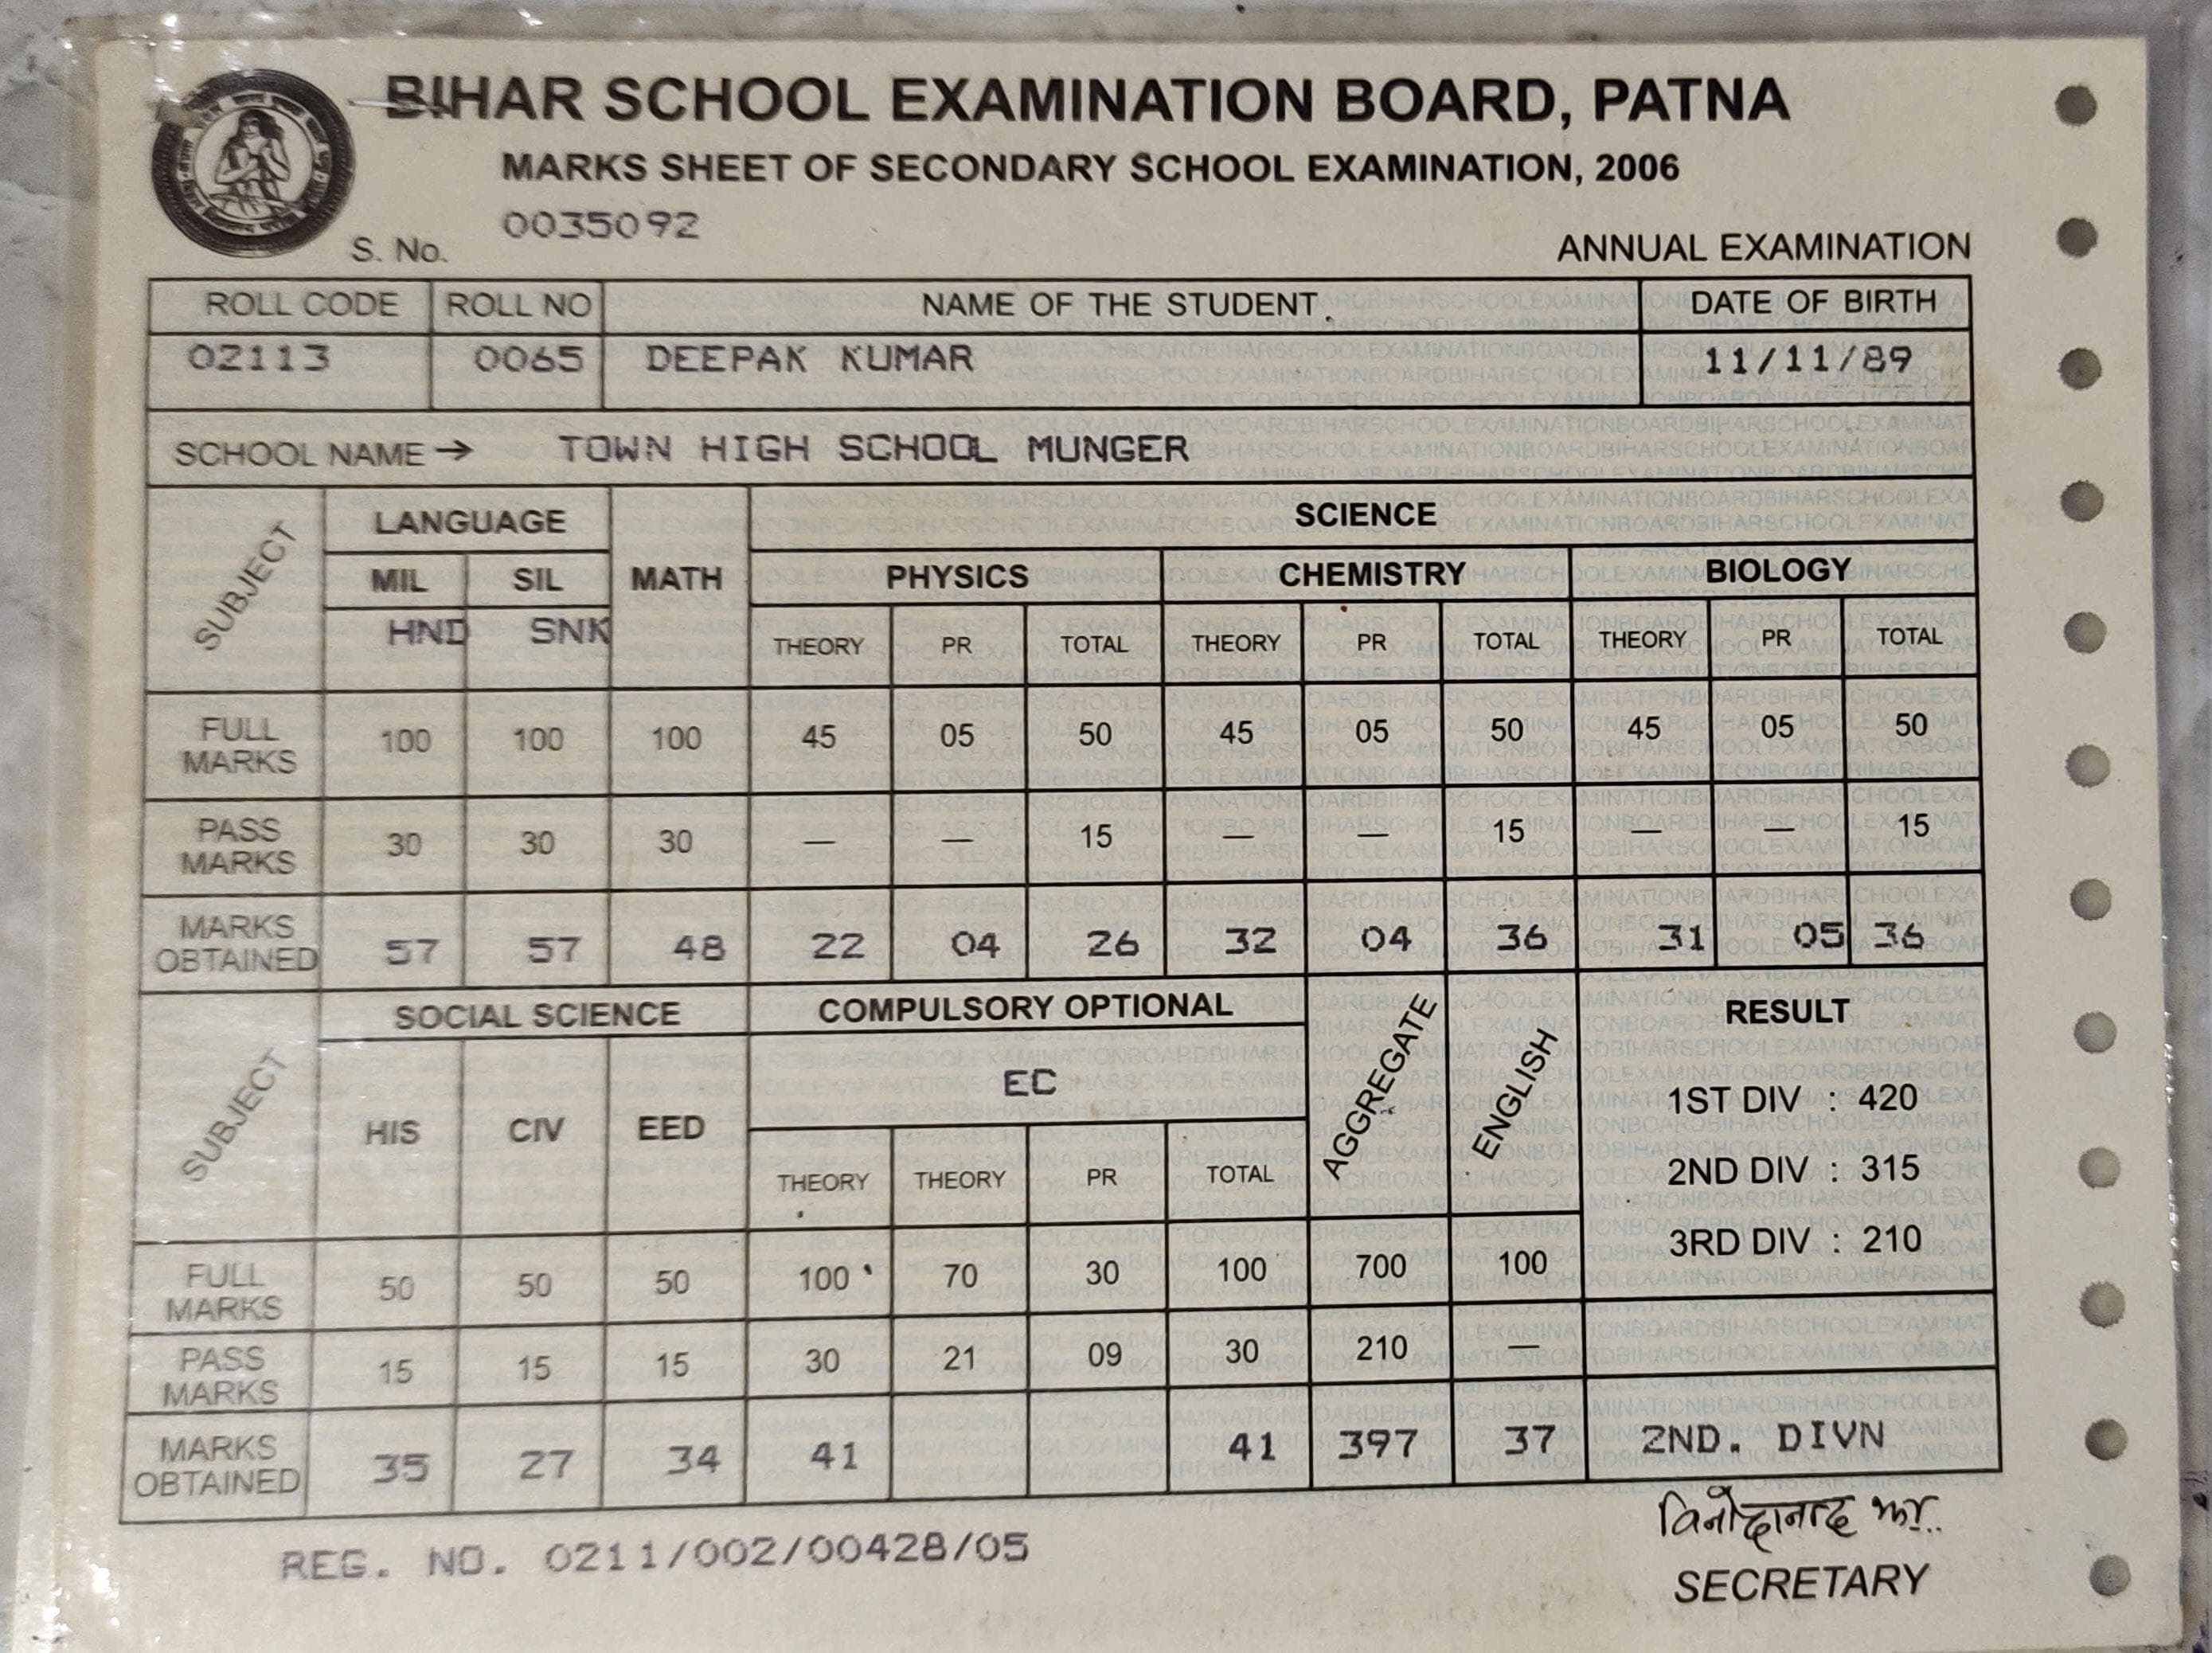 BIHAR SCHOOL EXAMINATION BOARD, PATNA
MARKS SHEET OF SECONDARY SCHOOL EXAMINATION, 2006
S. No. 0035092
ANNUAL EXAMINATION
ROLL CODE ROLL NO NAME OF THE STUDENT DATE OF BIRTH
02113 0065 DEEPAK KUMAR 11/11/89
SCHOOL NAME → TOWN HIGH SCHOOL MUNGER
SUBJECT LANGUAGE MATH SCIENCE
MIL SIL PHYSICS CHEMISTRY BIOLOGY
HND SNK THEORY PR TOTAL THEORY PR TOTAL THEORY PR TOTAL
FULL MARKS 100 100 100 45 05 50 45 05 50 45 05 50
PASS MARKS 30 30 30 — — 15 — — 15 — — 15
MARKS OBTAINED 57 57 48 22 04 26 32 04 36 31 05 36
SUBJECT SOCIAL SCIENCE COMPULSORY OPTIONAL AGGREGATE ENGLISH RESULT
HIS CIV EED EC
THEORY THEORY PR TOTAL
1ST DIV : 420
2ND DIV : 315
3RD DIV : 210
FULL MARKS 50 50 50 100 70 30 100 700 100
PASS MARKS 15 15 15 30 21 09 30 210 —
MARKS OBTAINED 35 27 34 41 41 397 37 2ND. DIVN
REG. NO. 0211/002/00428/05
विनोदानन्द झा
SECRETARY